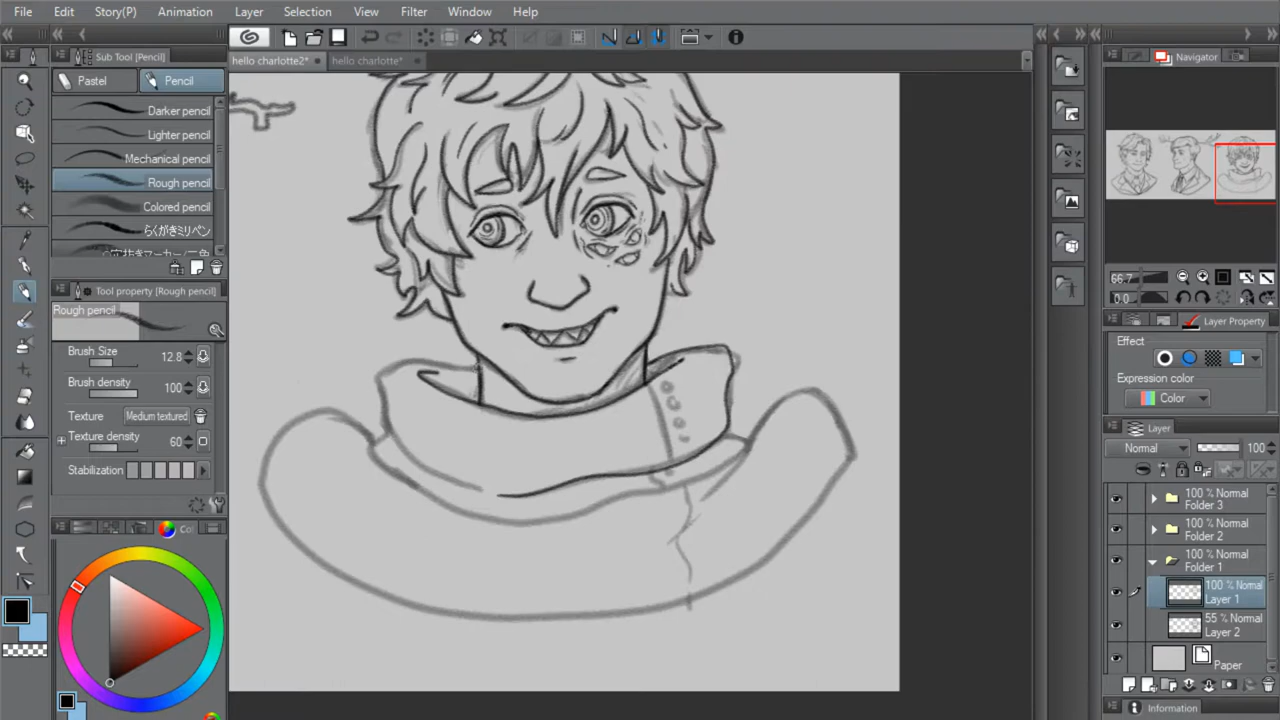 File Edit Story(P) Animation Layer Selection View Filter Window Help
Sub Tool [Pencil]
hello charlotte2*
hello charlotte*
Navigator
Pastel
Pencil
Darker pencil
Lighter pencil
Mechanical pencil
Rough pencil
Colored pencil
らくがきミリペン
Tool property [Rough pencil]
Rough pencil
Brush Size 12.8
Brush density 100
Texture Medium textured
Texture density 60
Stabilization
66.7
0.0
Layer Property
Effect
Expression color
Color
Layer
Normal 100
100 % Normal
Folder 3
100 % Normal
Folder 2
100 % Normal
Folder 1
100 % Normal
Layer 1
55 % Normal
Layer 2
Paper
Information